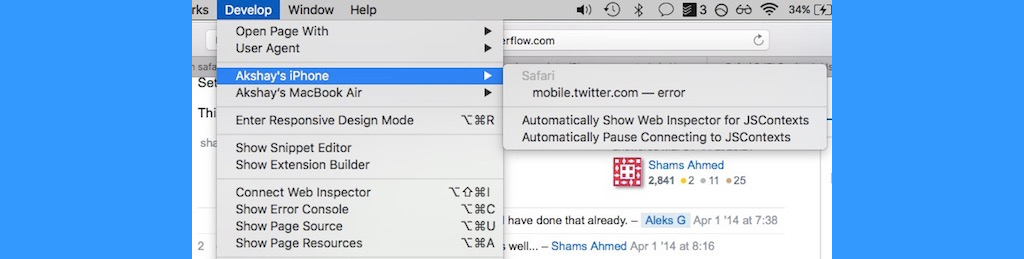 rks Develop Window Help 3 34%
Open Page With
User Agent
erflow.com
Akshay's iPhone
Akshay's MacBook Air
Safari
mobile.twitter.com — error
Automatically Show Web Inspector for JSContexts
Automatically Pause Connecting to JSContexts
Enter Responsive Design Mode ⌥⌘R
Show Snippet Editor
Show Extension Builder
Connect Web Inspector ⌥⇧⌘I
Show Error Console ⌥⌘C
Show Page Source ⌥⌘U
Show Page Resources ⌥⌘A
Set
Thi
sha
Shams Ahmed
2,841 2 11 25
have done that already. – Aleks G Apr 1 '14 at 7:38
2 s well... – Shams Ahmed Apr 1 '14 at 8:16